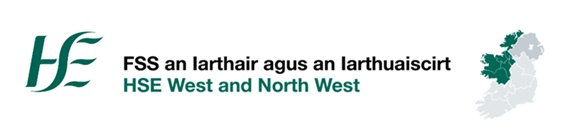 HSE
FSS an Iarthair agus an Iarthuaiscirt
HSE West and North West